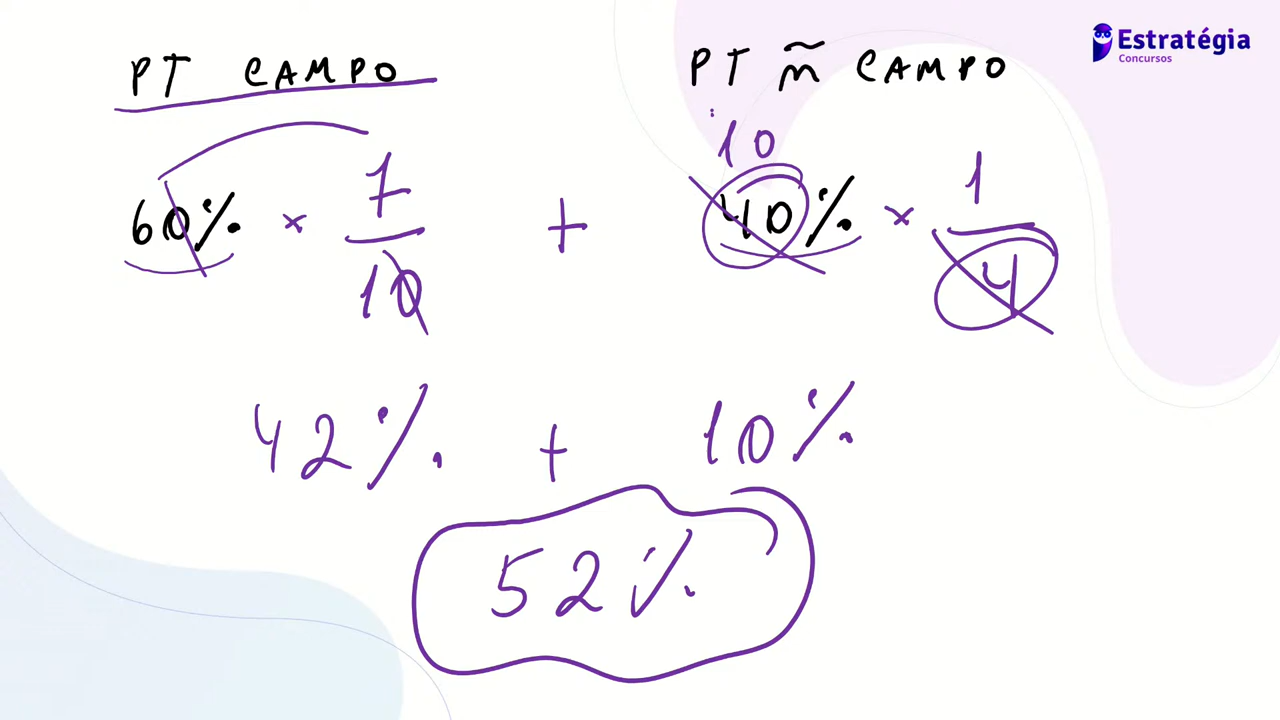 Estratégia
Concursos
PT CAMPO
PT ñ CAMPO
10
60% × 7/10 + 40% × 1/4
42% + 10%
52%